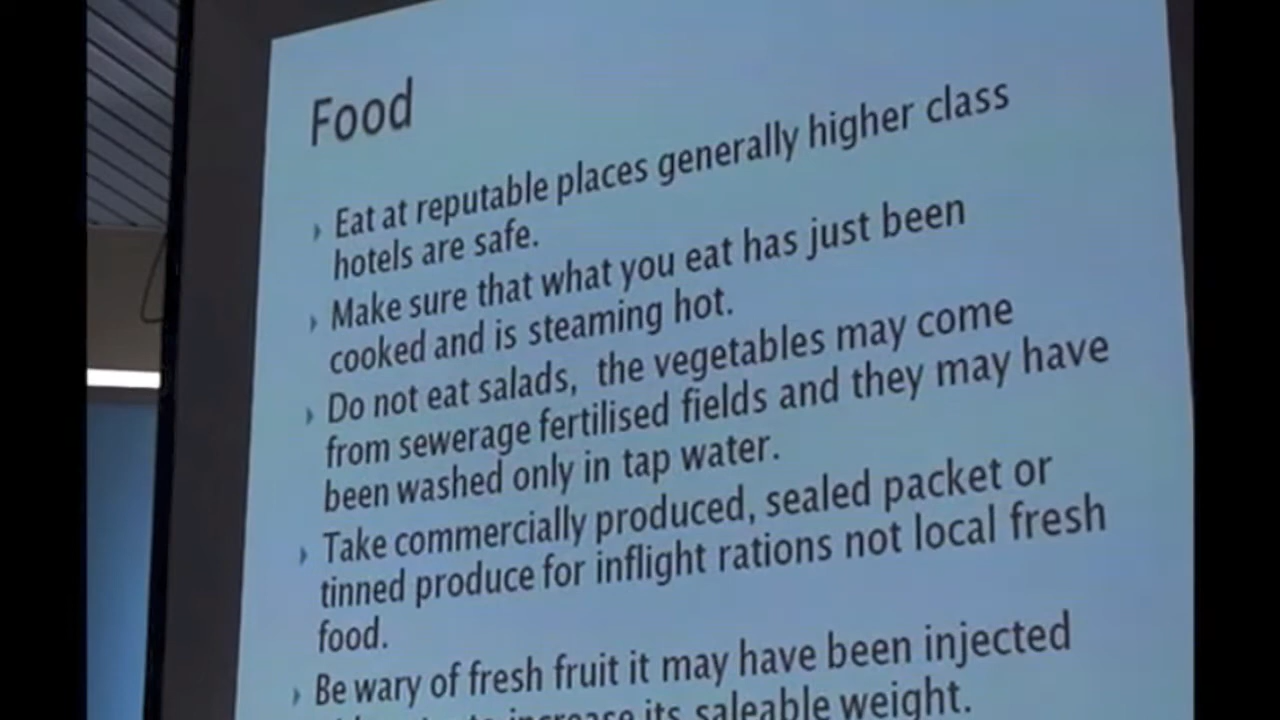 Food
Eat at reputable places generally higher class
hotels are safe.
Make sure that what you eat has just been
cooked and is steaming hot.
Do not eat salads,  the vegetables may come
from sewerage fertilised fields and they may have
been washed only in tap water.
Take commercially produced, sealed packet or
tinned produce for inflight rations not local fresh
food.
Be wary of fresh fruit it may have been injected
to increase its saleable weight.